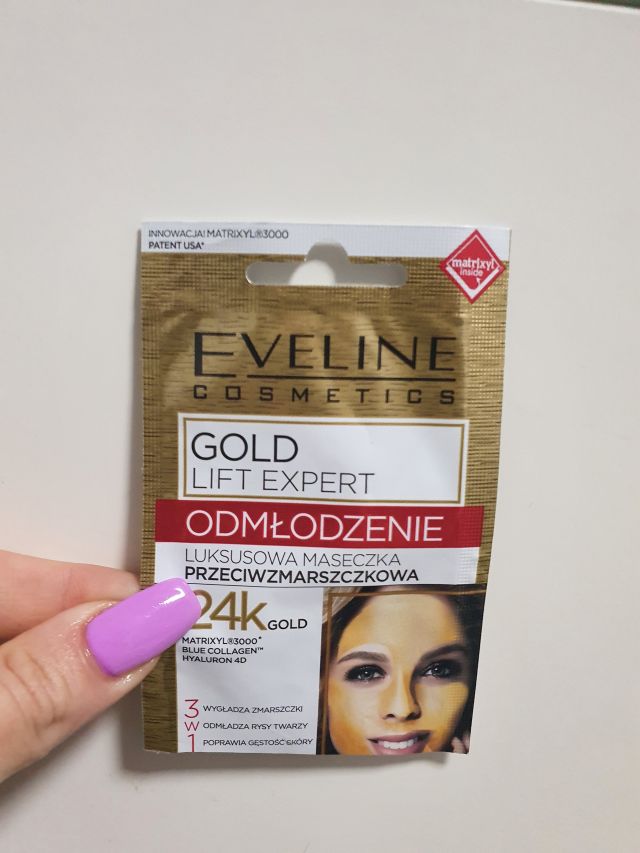 INNOWACJA! MATRIXYL®3000
PATENT USA*
matrixyl
inside
EVELINE
COSMETICS
GOLD
LIFT EXPERT
ODMŁODZENIE
LUKSUSOWA MASECZKA
PRZECIWZMARSZCZKOWA
24k GOLD
MATRIXYL®3000*
BLUE COLLAGEN™
HYALURON 4D
3 WYGŁADZA ZMARSZCZKI
W ODMŁADZA RYSY TWARZY
1 POPRAWIA GĘSTOŚĆ SKÓRY